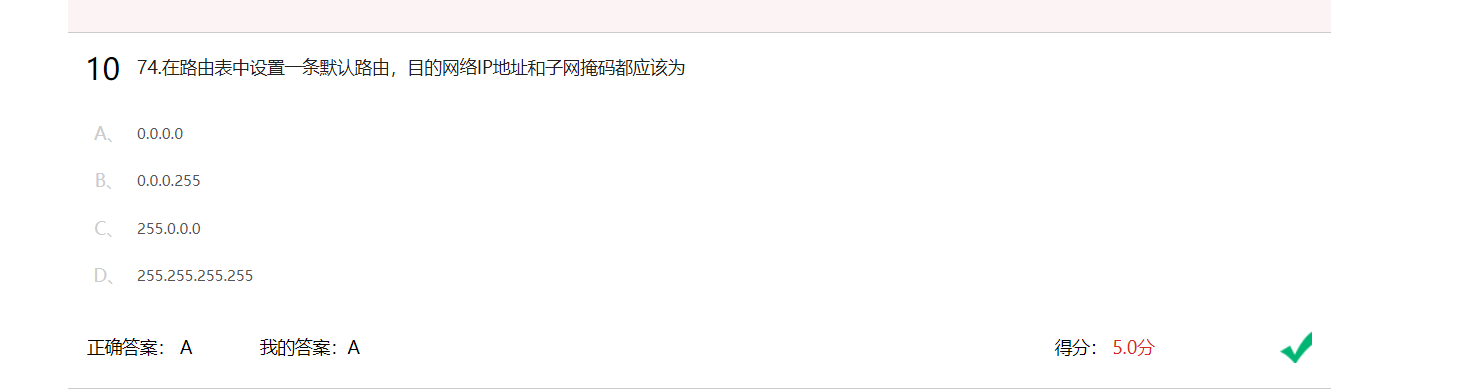 10 74.在路由表中设置一条默认路由，目的网络IP地址和子网掩码都应该为
A、 0.0.0.0
B、 0.0.0.255
C、 255.0.0.0
D、 255.255.255.255
正确答案： A 我的答案：A 得分： 5.0分